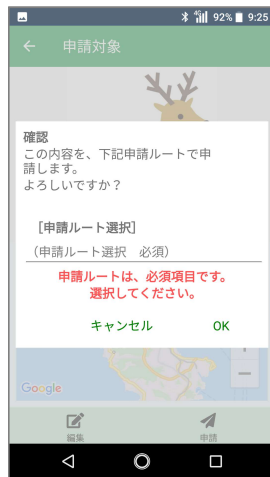 4G 92% 9:25
← 申請対象
確認
この内容を、下記申請ルートで申
請します。
よろしいですか？
［申請ルート選択］
（申請ルート選択　必須）
申請ルートは、必須項目です。
選択してください。
キャンセル OK
Google
編集 申請